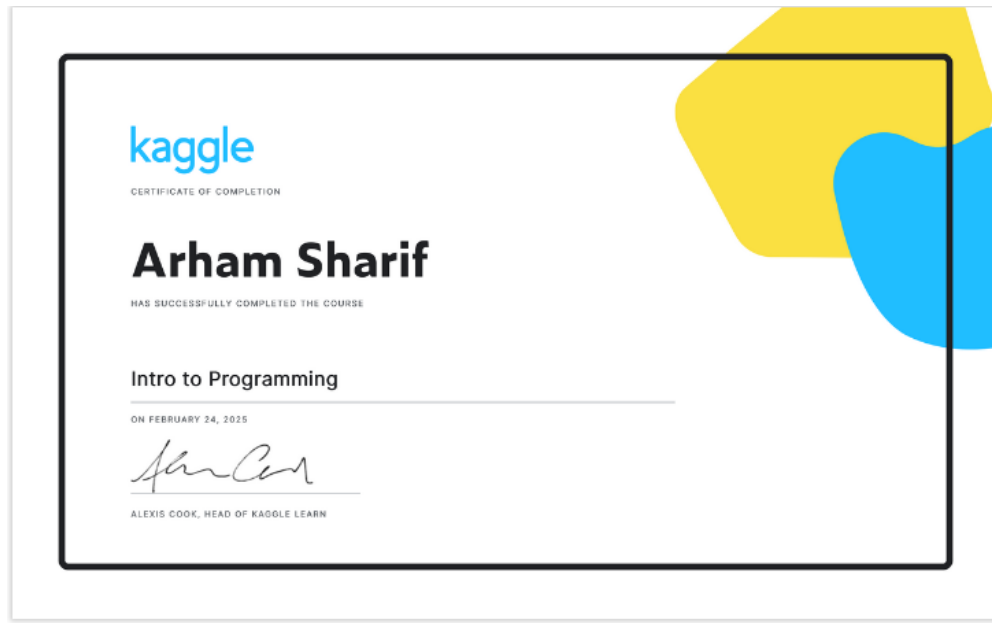 kaggle
CERTIFICATE OF COMPLETION
Arham Sharif
HAS SUCCESSFULLY COMPLETED THE COURSE
Intro to Programming
ON FEBRUARY 24, 2025
ALEXIS COOK, HEAD OF KAGGLE LEARN